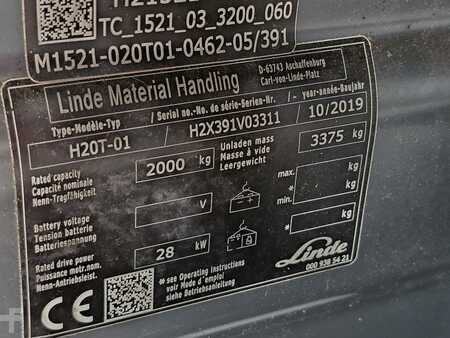 TC_1521_03_3200_060
M1521-020T01-0462-05/391
Linde Material Handling
D-63743 Aschaffenburg
Carl-von-Linde-Platz
Type-Modèle-Typ / Serial no.-No. de série-Serien-Nr. / year-année-Baujahr
H20T-01 / H2X391V03311 / 10/2019
Rated capacity
Capacité nominale
Nenn-Tragfähigkeit
2000 kg
Unladen mass
Masse à vide
Leergewicht
3375 kg
Battery voltage
Tension batterie
Batteriespannung
V
max. kg
* min. kg
Rated drive power
Puissance motr.nom.
Nenn-Antriebsleist.
28 kW
* kg
* see Operating Instructions
voir Mode d'emploi
siehe Betriebsanleitung
Linde
000 938 54 21
CE